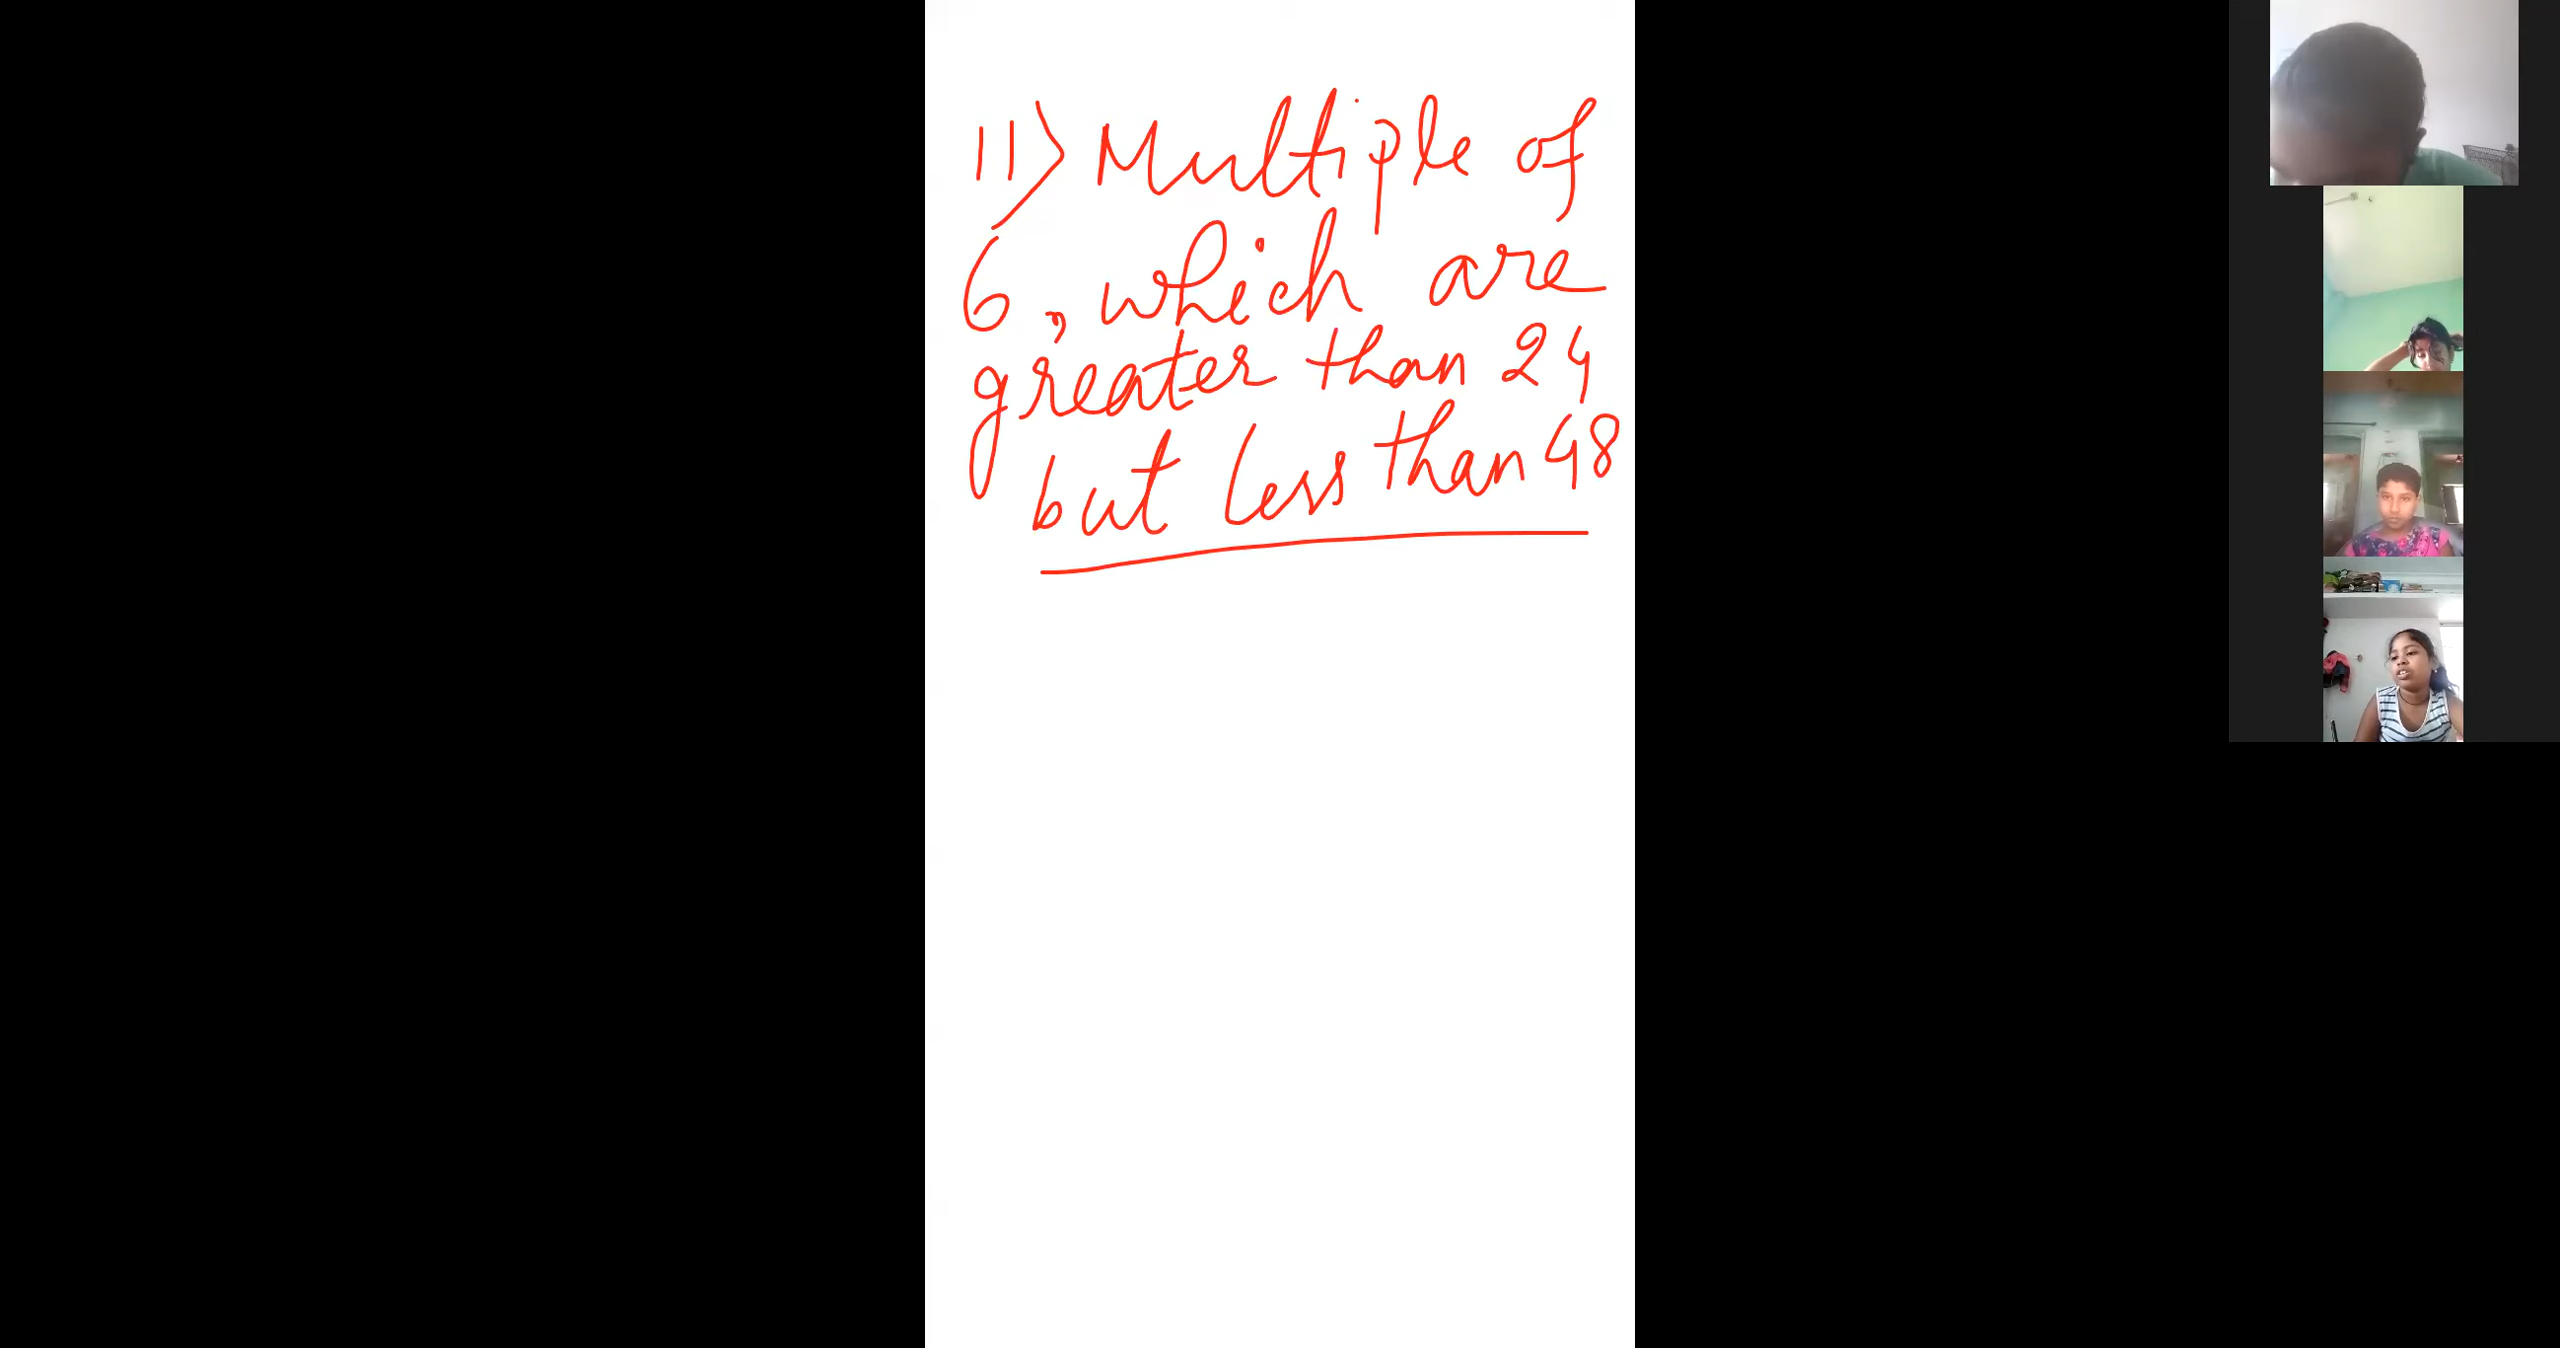 11) Multiple of
6, which are
greater than 24
but less than 48